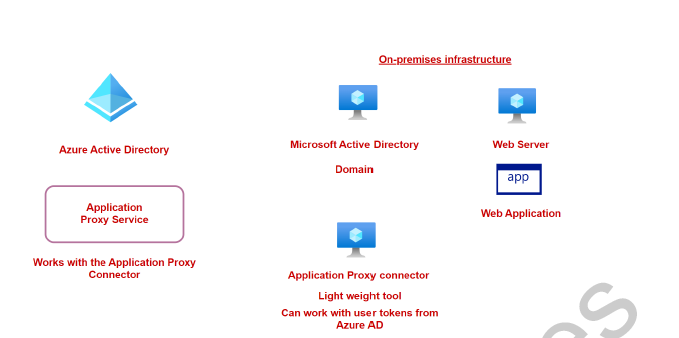 On-premises infrastructure
Azure Active Directory
Microsoft Active Directory
Domain
Web Server
app
Web Application
Application
Proxy Service
Works with the Application Proxy
Connector
Application Proxy connector
Light weight tool
Can work with user tokens from
Azure AD